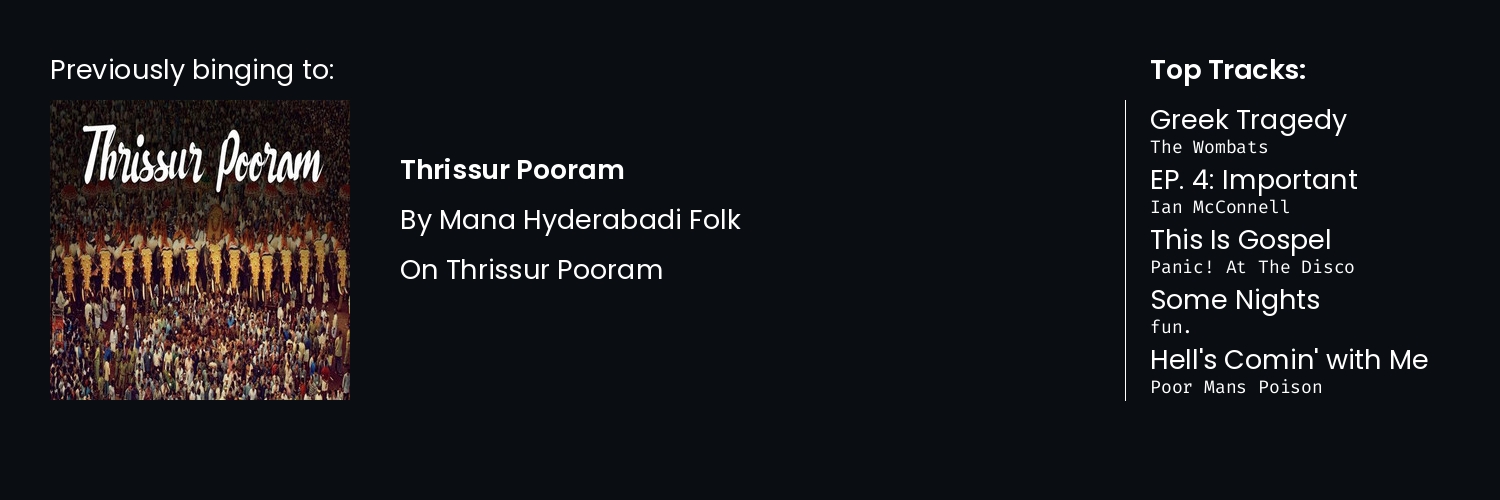 Previously binging to:
Thrissur Pooram
Thrissur Pooram
By Mana Hyderabadi Folk
On Thrissur Pooram
Top Tracks:
Greek Tragedy
The Wombats
EP. 4: Important
Ian McConnell
This Is Gospel
Panic! At The Disco
Some Nights
fun.
Hell's Comin' with Me
Poor Mans Poison